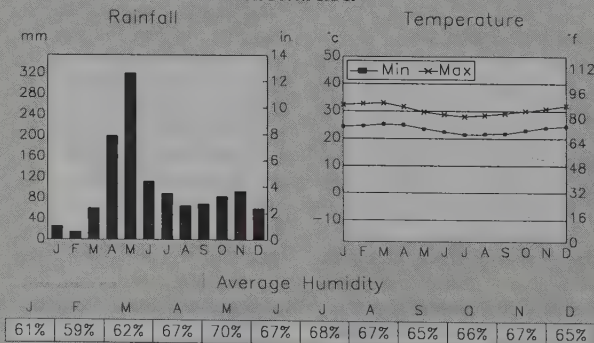 Rainfall
mm
in
320
280
240
200
160
120
80
40
0
14
12
10
8
6
4
2
0
J F M A M J J A S O N D
Temperature
°c
°f
Min Max
50
40
30
20
10
0
-10
112
96
80
64
48
32
16
0
J F M A M J J A S O N D
Average Humidity
J F M A M J J A S O N D
61% 59% 62% 67% 70% 67% 68% 67% 65% 66% 67% 65%